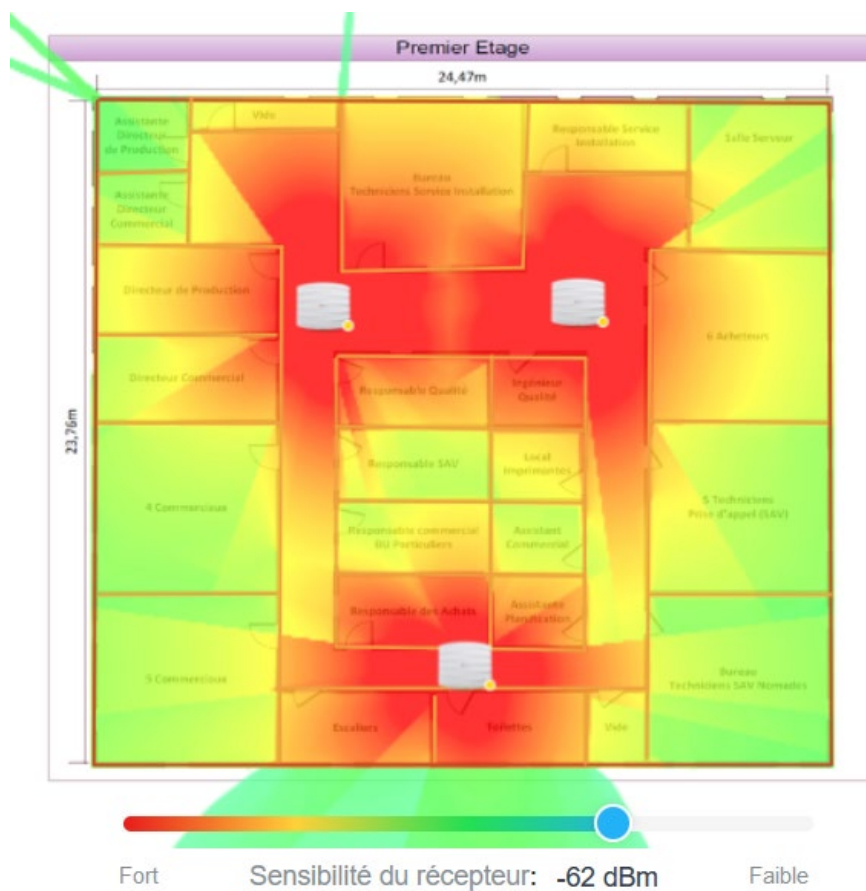 Premier Etage
24,47m
Assistante
Directeur
de Production
Vide
Responsable Service
Installation
Salle Serveur
Bureau
Techniciens Service Installation
Assistante
Directeur
Commercial
Directeur de Production
6 Acheteurs
Directeur Commercial
Responsable Qualité
Ingénieur
Qualité
23,76m
Responsable SAV
Local
Imprimantes
4 Commerciaux
5 Techniciens
Prise d'appel (SAV)
Responsable commercial
BU Particuliers
Assistant
Commercial
Responsable des Achats
Assistante
Planification
5 Commerciaux
Bureau
Techniciens SAV Nomades
Escaliers
Toilettes
Vide
Fort
Sensibilité du récepteur: -62 dBm
Faible